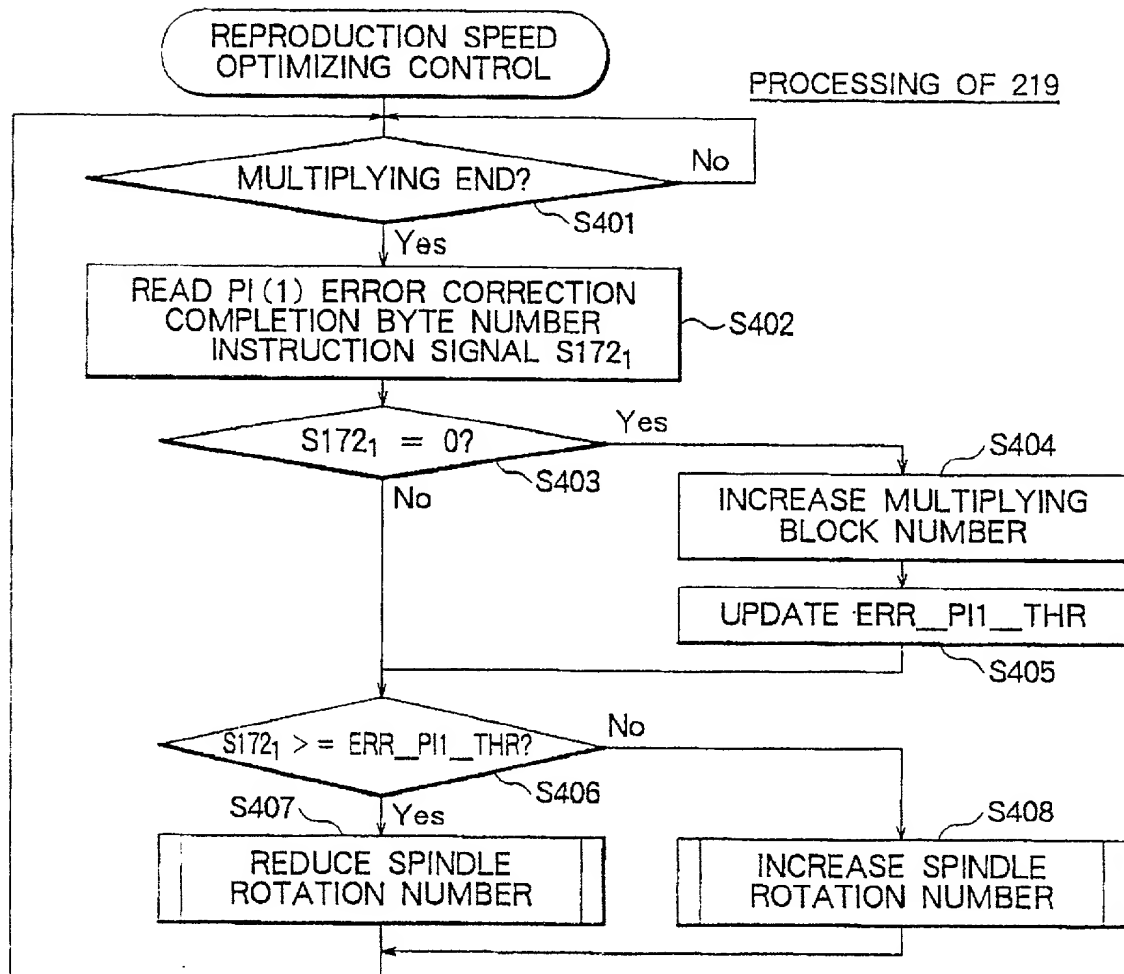 REPRODUCTION SPEED
OPTIMIZING CONTROL
PROCESSING OF 219
MULTIPLYING END?
No
S401
Yes
READ PI(1) ERROR CORRECTION
COMPLETION BYTE NUMBER
INSTRUCTION SIGNAL S172₁
S402
S172₁ = 0?
Yes
S403
No
S404
INCREASE MULTIPLYING
BLOCK NUMBER
UPDATE ERR__PI1__THR
S405
S172₁ >= ERR__PI1__THR?
No
S406
Yes
S407
REDUCE SPINDLE
ROTATION NUMBER
S408
INCREASE SPINDLE
ROTATION NUMBER